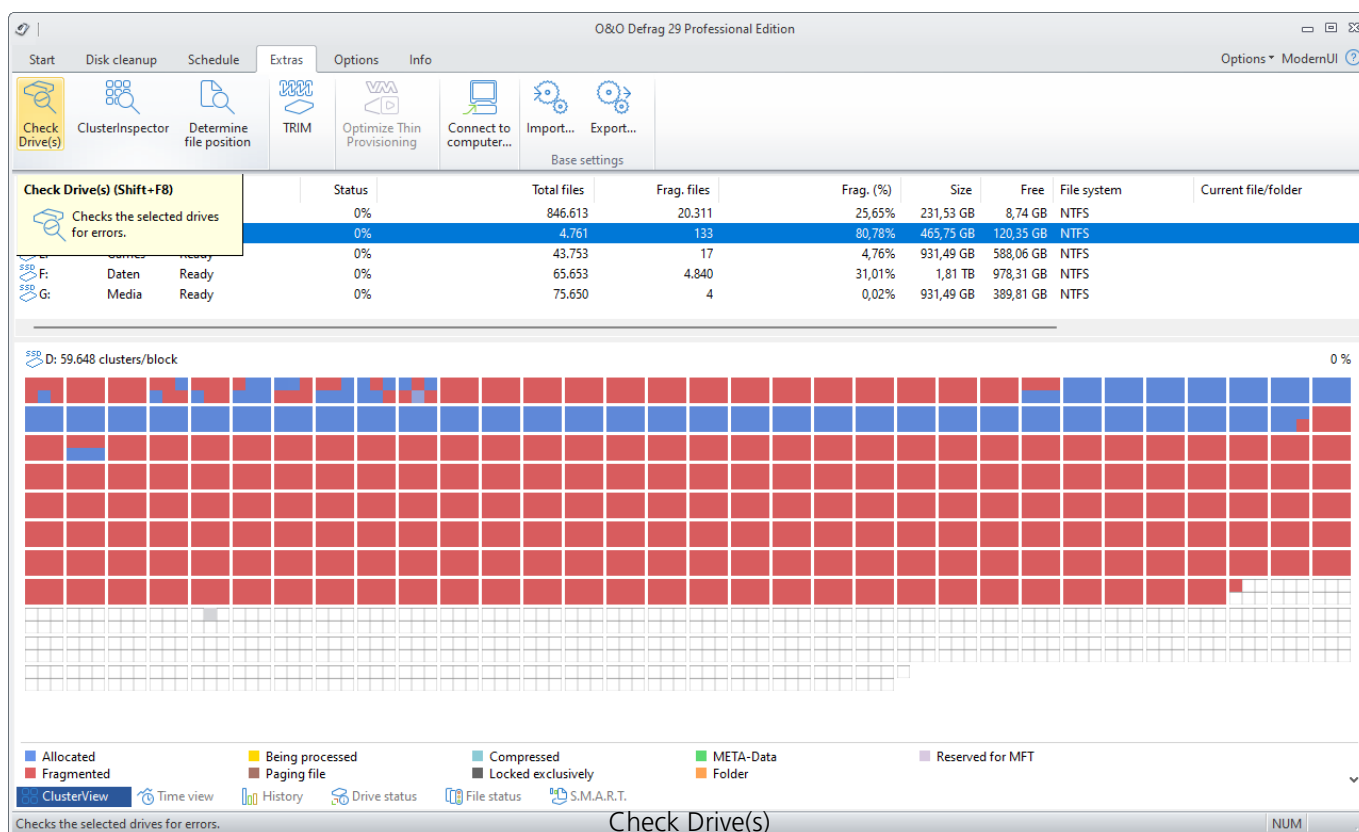 O&O Defrag 29 Professional Edition
Start Disk cleanup Schedule Extras Options Info Options ModernUI ?
Check Drive(s) ClusterInspector Determine file position TRIM Optimize Thin Provisioning Connect to computer... Import... Export...
Base settings
Check Drive(s) (Shift+F8)
Checks the selected drives
for errors.
Status Total files Frag. files Frag. (%) Size Free File system Current file/folder
0% 846.613 20.311 25,65% 231,53 GB 8,74 GB NTFS
0% 4.761 133 80,78% 465,75 GB 120,35 GB NTFS
0% 43.753 17 4,76% 931,49 GB 588,06 GB NTFS
SSD F: Daten Ready 0% 65.653 4.840 31,01% 1,81 TB 978,31 GB NTFS
SSD G: Media Ready 0% 75.650 4 0,02% 931,49 GB 389,81 GB NTFS
SSD D: 59.648 clusters/block 0 %
Allocated Being processed Compressed META-Data Reserved for MFT
Fragmented Paging file Locked exclusively Folder
ClusterView Time view History Drive status File status S.M.A.R.T.
Checks the selected drives for errors. NUM
Check Drive(s)